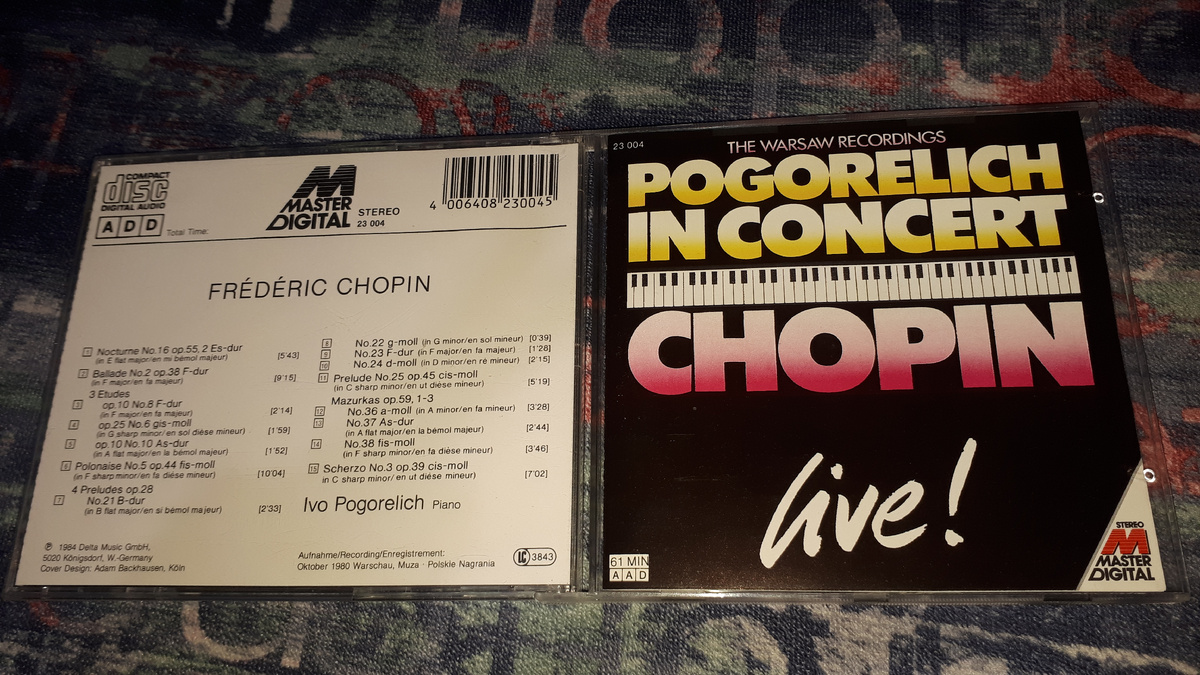 COMPACT
disc
DIGITAL AUDIO
A D D
Total Time:
M
MASTER
DIGITAL
STEREO
23 004
4 006408 230045
FRÉDÉRIC CHOPIN
1 Nocturne No.16 op.55, 2 Es-dur
(in E flat major/en mi bémol majeur) [5'43]
2 Ballade No.2 op.38 F-dur
(in F major/en fa majeur) [9'15]
3 Etudes
3 op.10 No.8 F-dur
(in F major/en fa majeur) [2'14]
4 op.25 No.6 gis-moll
(in G sharp minor/en sol dièse mineur) [1'59]
5 op.10 No.10 As-dur
(in A flat major/en la bémol majeur) [1'52]
6 Polonaise No.5 op.44 fis-moll
(in F sharp minor/en fa dièse mineur) [10'04]
4 Preludes op.28
7 No.21 B-dur
(in B flat major/en si bémol majeur) [2'33]
8 No.22 g-moll (in G minor/en sol mineur) [0'39]
9 No.23 F-dur (in F major/en fa majeur) [1'28]
10 No.24 d-moll (in D minor/en re mineur) [2'15]
11 Prelude No.25 op.45 cis-moll
(in C sharp minor/en ut dièse mineur) [5'19]
Mazurkas op.59, 1-3
12 No.36 a-moll (in A minor/en fa mineur) [3'28]
13 No.37 As-dur
(in A flat major/en la bémol majeur) [2'44]
14 No.38 fis-moll
(in F sharp minor/en fa dièse mineur) [3'46]
15 Scherzo No.3 op.39 cis-moll
(in C sharp minor/en ut dièse mineur) [7'02]
Ivo Pogorelich Piano
℗ 1984 Delta Music GmbH,
5020 Königsdorf, W.-Germany
Cover Design: Adam Backhausen, Köln
Aufnahme/Recording/Enregistrement:
Oktober 1980 Warschau, Muza · Polskie Nagrania
LC 3843
23 004
THE WARSAW RECORDINGS
POGORELICH
IN CONCERT
CHOPIN
live!
61 MIN
A A D
STEREO
M
MASTER
DIGITAL